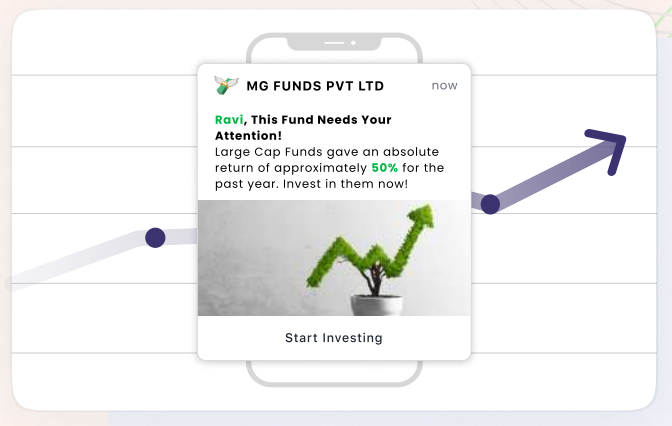 MG FUNDS PVT LTD now
Ravi, This Fund Needs Your
Attention!
Large Cap Funds gave an absolute
return of approximately 50% for the
past year. Invest in them now!
Start Investing